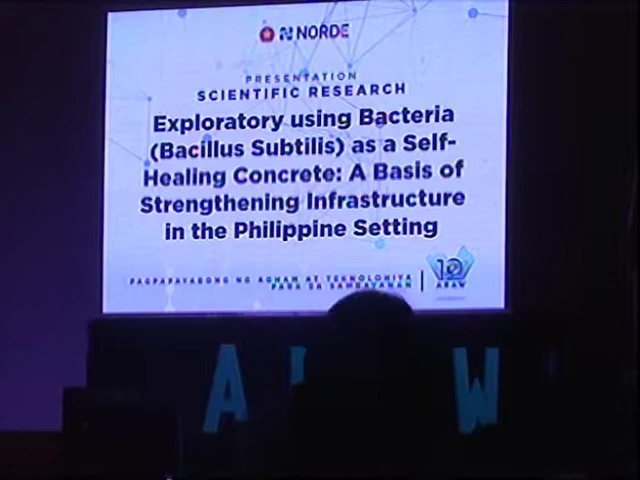 NORDE
PRESENTATION
SCIENTIFIC RESEARCH
Exploratory using Bacteria
(Bacillus Subtilis) as a Self-
Healing Concrete: A Basis of
Strengthening Infrastructure
in the Philippine Setting
PAGPAPAYABONG NG AGHAM AT TEKNOLOHIYA
PARA SA SAMBAYANAN
10
ARAW
A
W